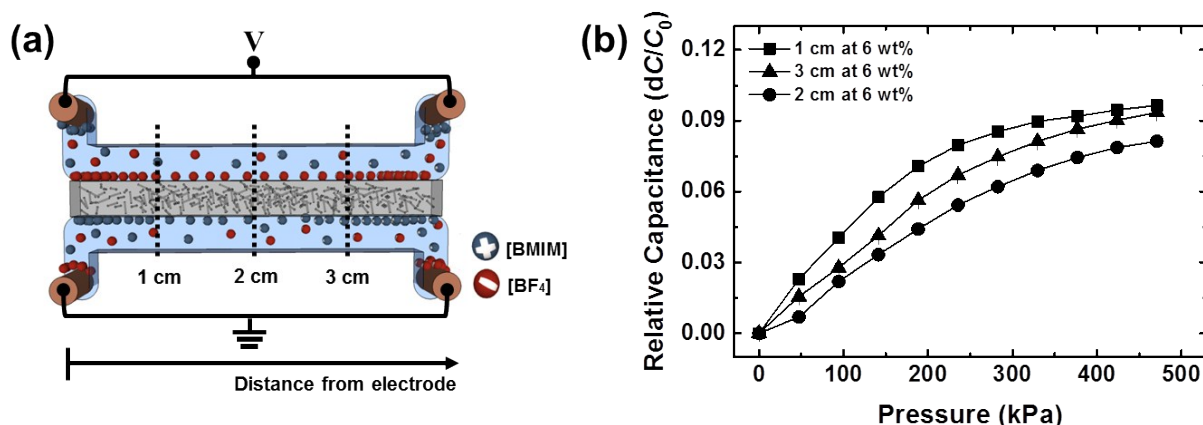 (a)
V
1 cm
2 cm
3 cm
[BMIM]
[BF₄]
Distance from electrode
(b)
Relative Capacitance (dC/C₀)
0.12
0.09
0.06
0.03
0.00
1 cm at 6 wt%
3 cm at 6 wt%
2 cm at 6 wt%
0 100 200 300 400 500
Pressure (kPa)